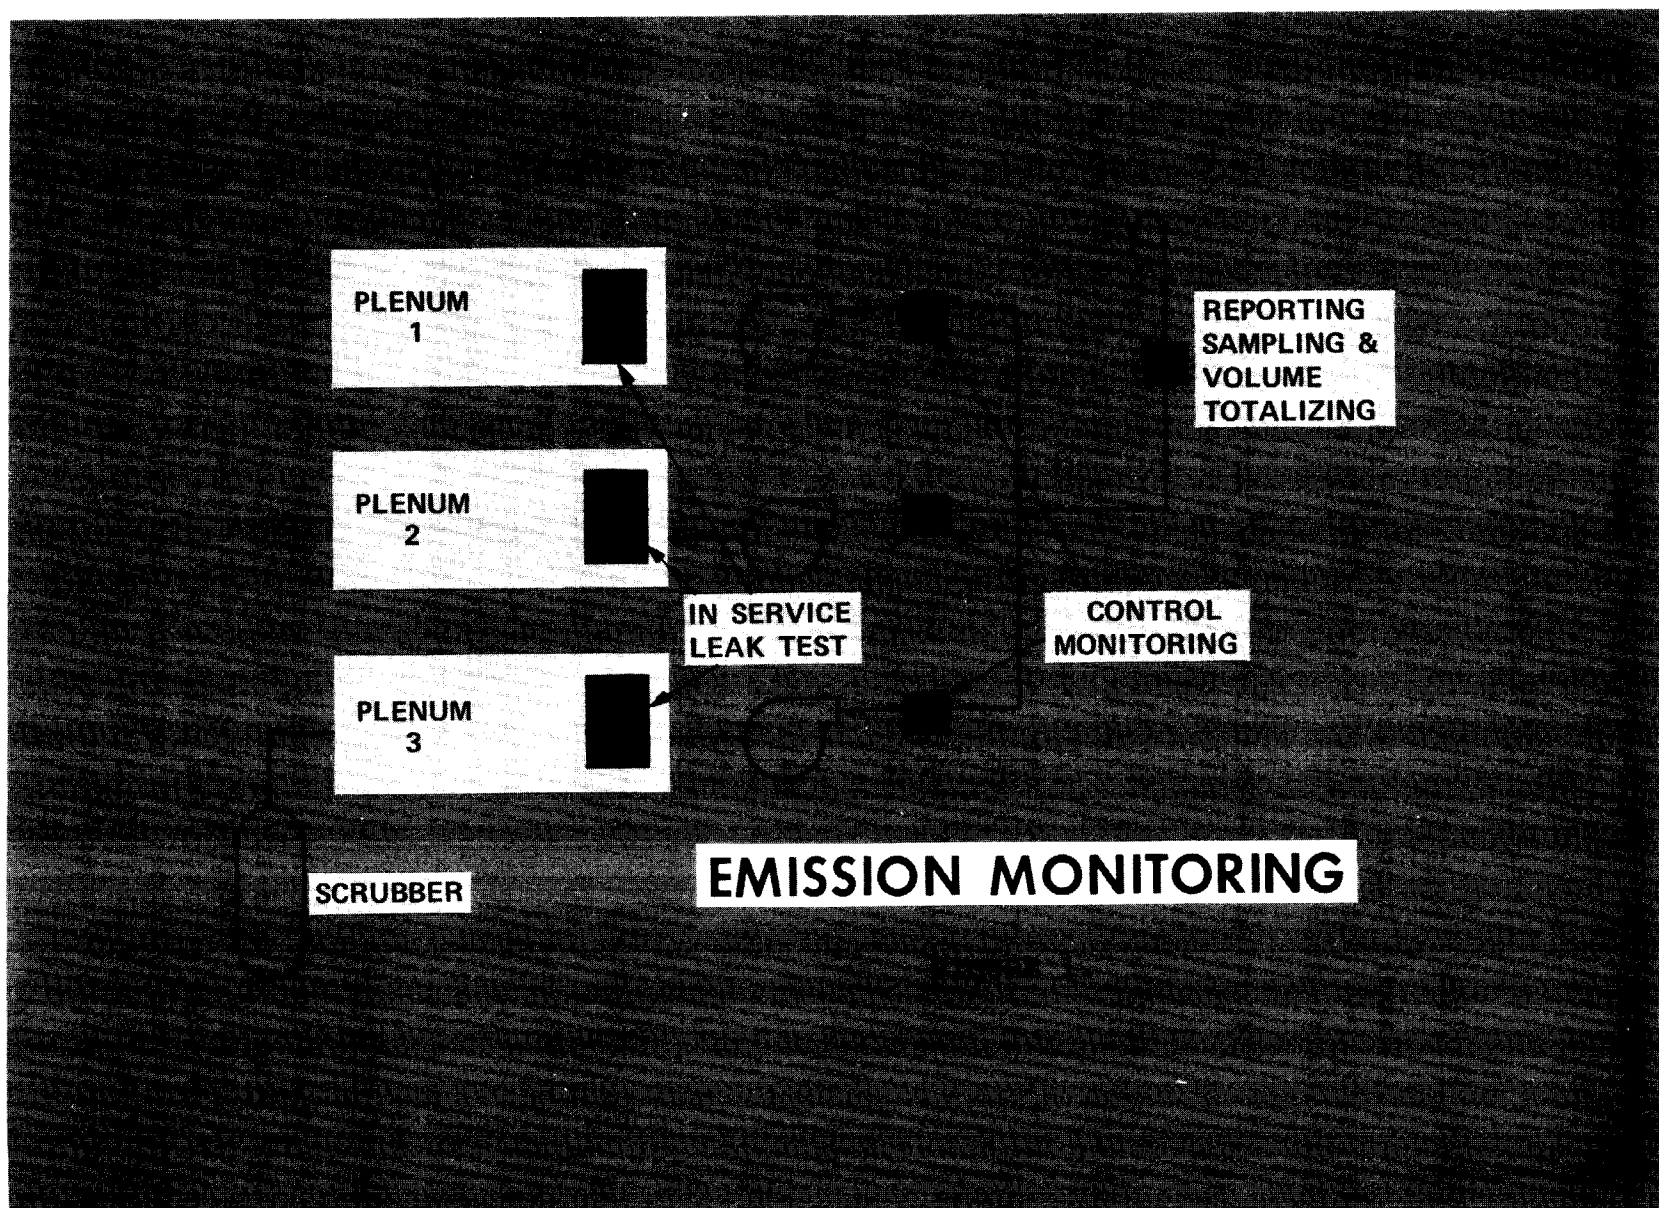 PLENUM
1
REPORTING
SAMPLING &
VOLUME
TOTALIZING
PLENUM
2
IN SERVICE
LEAK TEST
CONTROL
MONITORING
PLENUM
3
EMISSION MONITORING
SCRUBBER